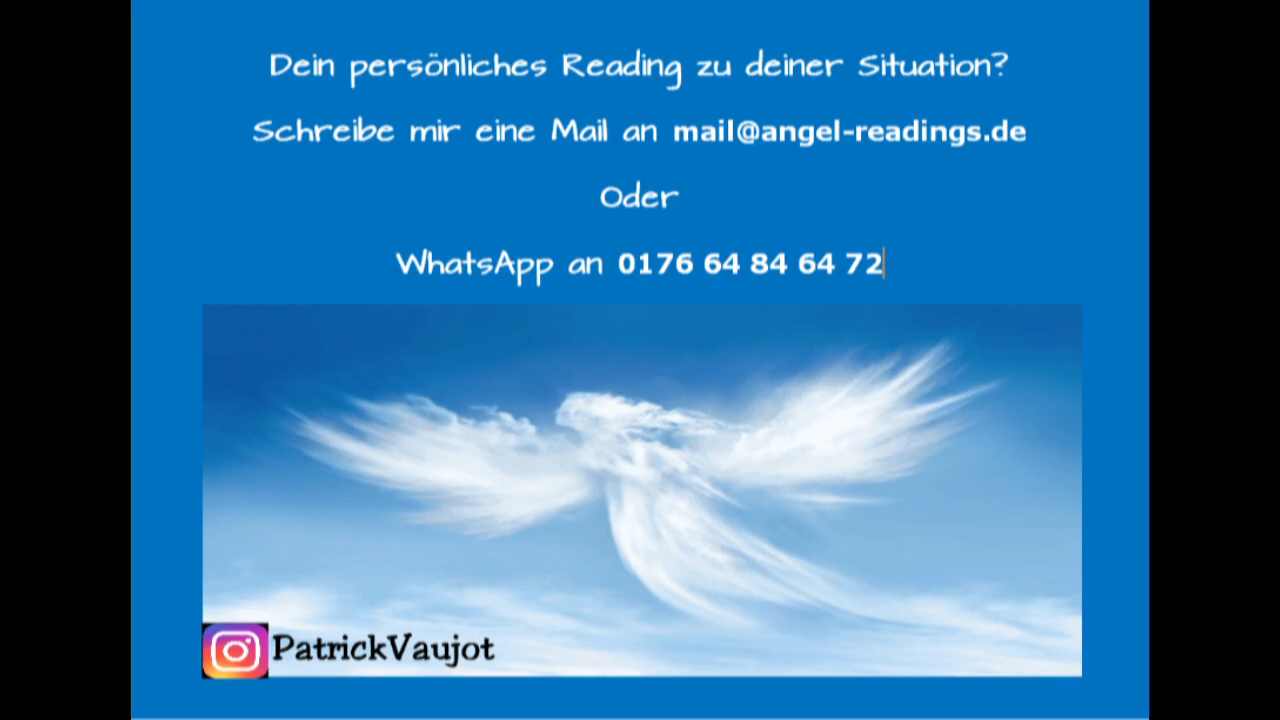 Dein persönliches Reading zu deiner Situation?
Schreibe mir eine Mail an mail@angel-readings.de
Oder
WhatsApp an 0176 64 84 64 72
PatrickVaujot